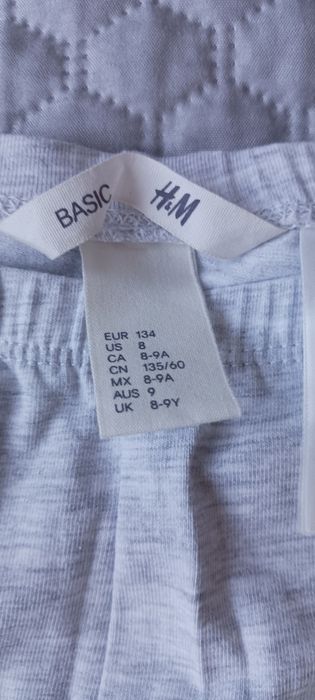 BASIC H&M
EUR 134
US 8
CA 8-9A
CN 135/60
MX 8-9A
AUS 9
UK 8-9Y